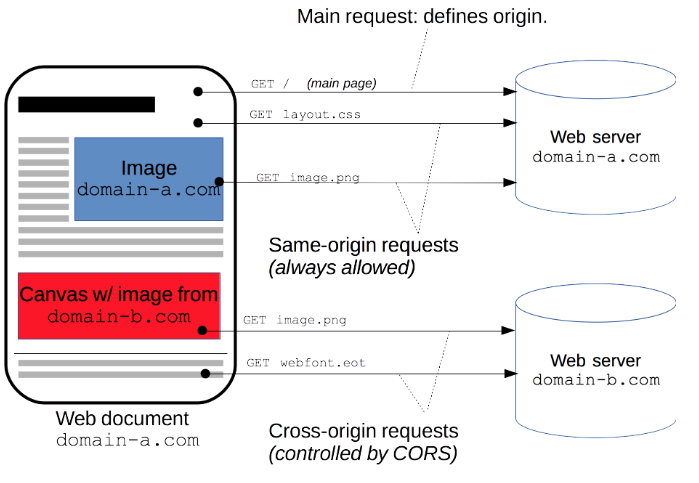 Main request: defines origin.
GET / (main page)
GET layout.css
Image
domain-a.com
GET image.png
Web server
domain-a.com
Same-origin requests
(always allowed)
Canvas w/ image from
domain-b.com
GET image.png
GET webfont.eot
Web server
domain-b.com
Web document
domain-a.com
Cross-origin requests
(controlled by CORS)